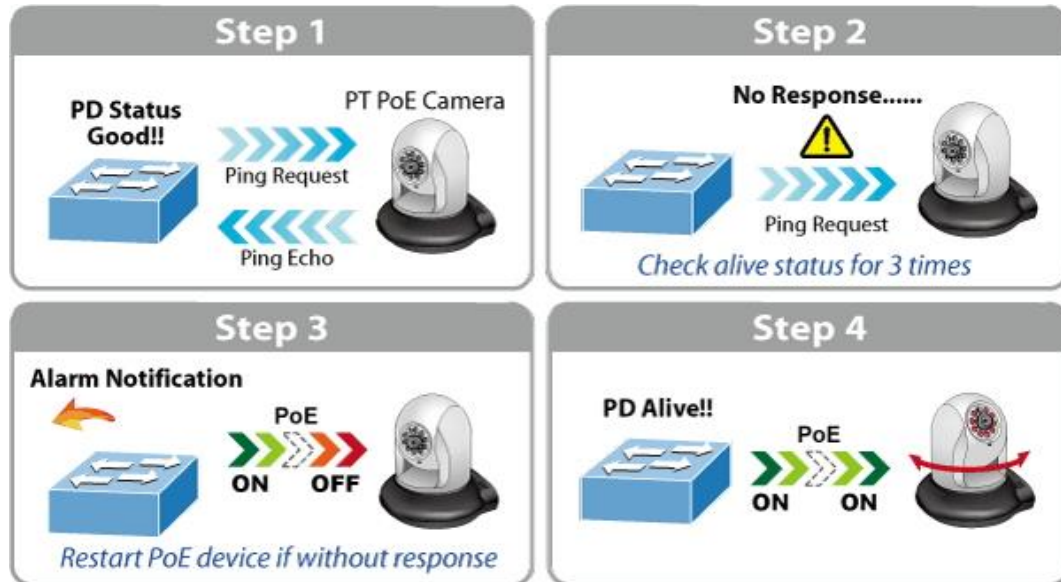 Step 1
PD Status
Good!!
PT PoE Camera
Ping Request
Ping Echo
Step 2
No Response......
Ping Request
Check alive status for 3 times
Step 3
Alarm Notification
PoE
ON OFF
Restart PoE device if without response
Step 4
PD Alive!!
PoE
ON ON